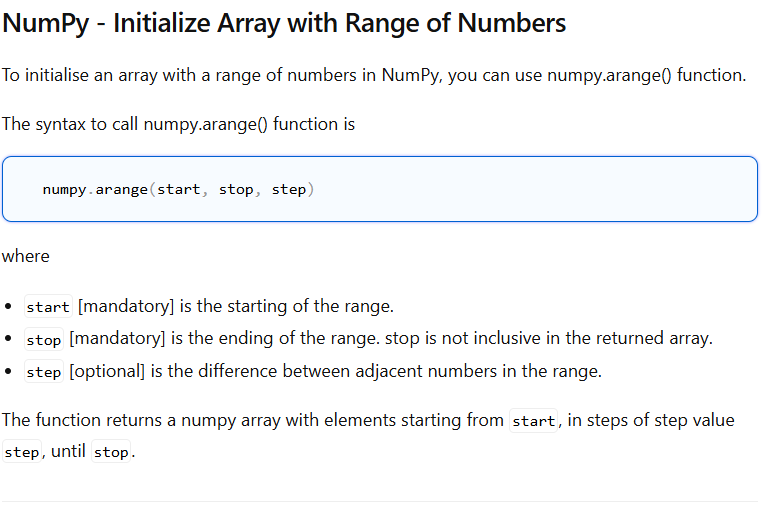 NumPy - Initialize Array with Range of Numbers
To initialise an array with a range of numbers in NumPy, you can use numpy.arange() function.
The syntax to call numpy.arange() function is
numpy.arange(start, stop, step)
where
• start [mandatory] is the starting of the range.
• stop [mandatory] is the ending of the range. stop is not inclusive in the returned array.
• step [optional] is the difference between adjacent numbers in the range.
The function returns a numpy array with elements starting from start, in steps of step value
step, until stop.